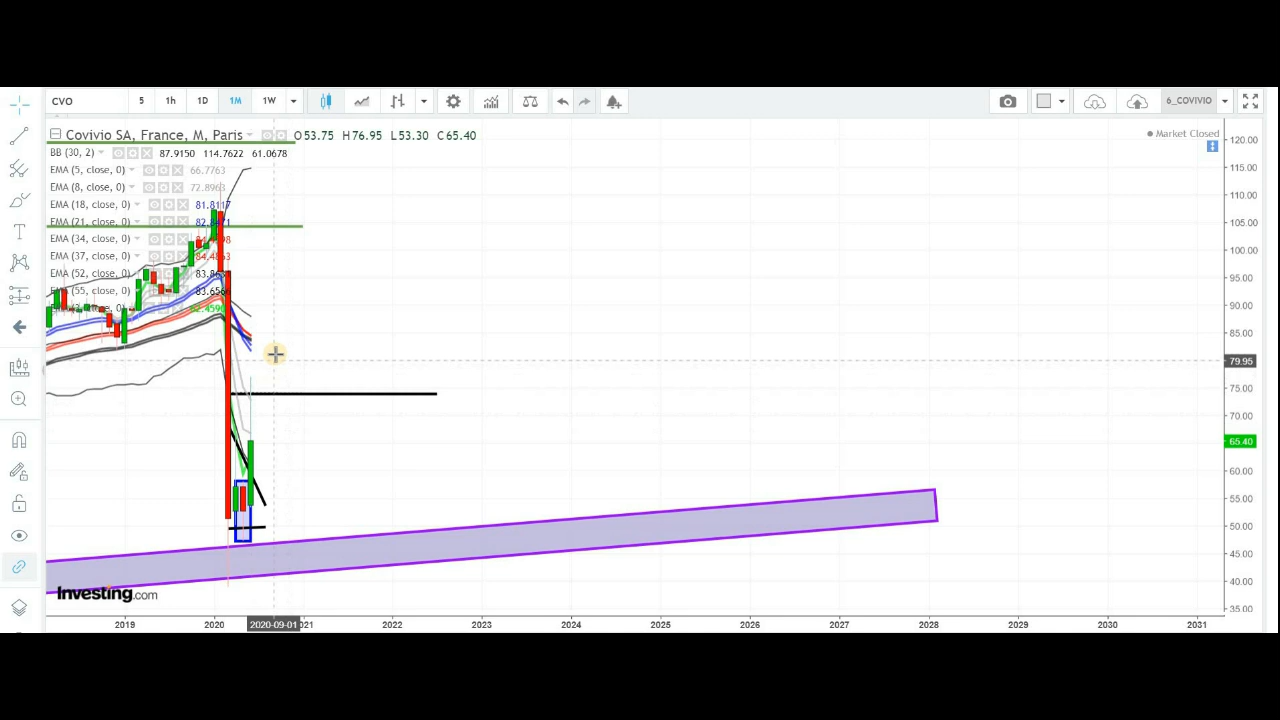 CVO 5 1h 1D 1M 1W 6_COVIVIO
Covivio SA, France, M, Paris O53.75 H76.95 L53.30 C65.40 Market Closed
BB (30, 2) 87.9150 114.7622 61.0678
EMA (5, close, 0) 66.7763
EMA (8, close, 0) 72.8963
EMA (18, close, 0) 81.8117
EMA (21, close, 0)
EMA (34, close, 0)
EMA (37, close, 0)
EMA (52, close, 0)
EMA (55, close, 0)
120.00
115.00
110.00
105.00
100.00
95.00
90.00
85.00
79.95
75.00
70.00
65.40
60.00
55.00
50.00
45.00
40.00
35.00
Investing.com
2019 2020 2020-09-01 2022 2023 2024 2025 2026 2027 2028 2029 2030 2031